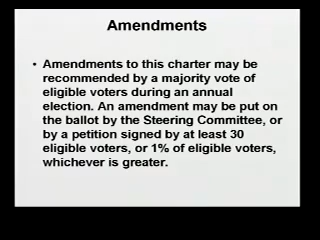 Amendments
• Amendments to this charter may be
recommended by a majority vote of
eligible voters during an annual
election. An amendment may be put on
the ballot by the Steering Committee, or
by a petition signed by at least 30
eligible voters, or 1% of eligible voters,
whichever is greater.